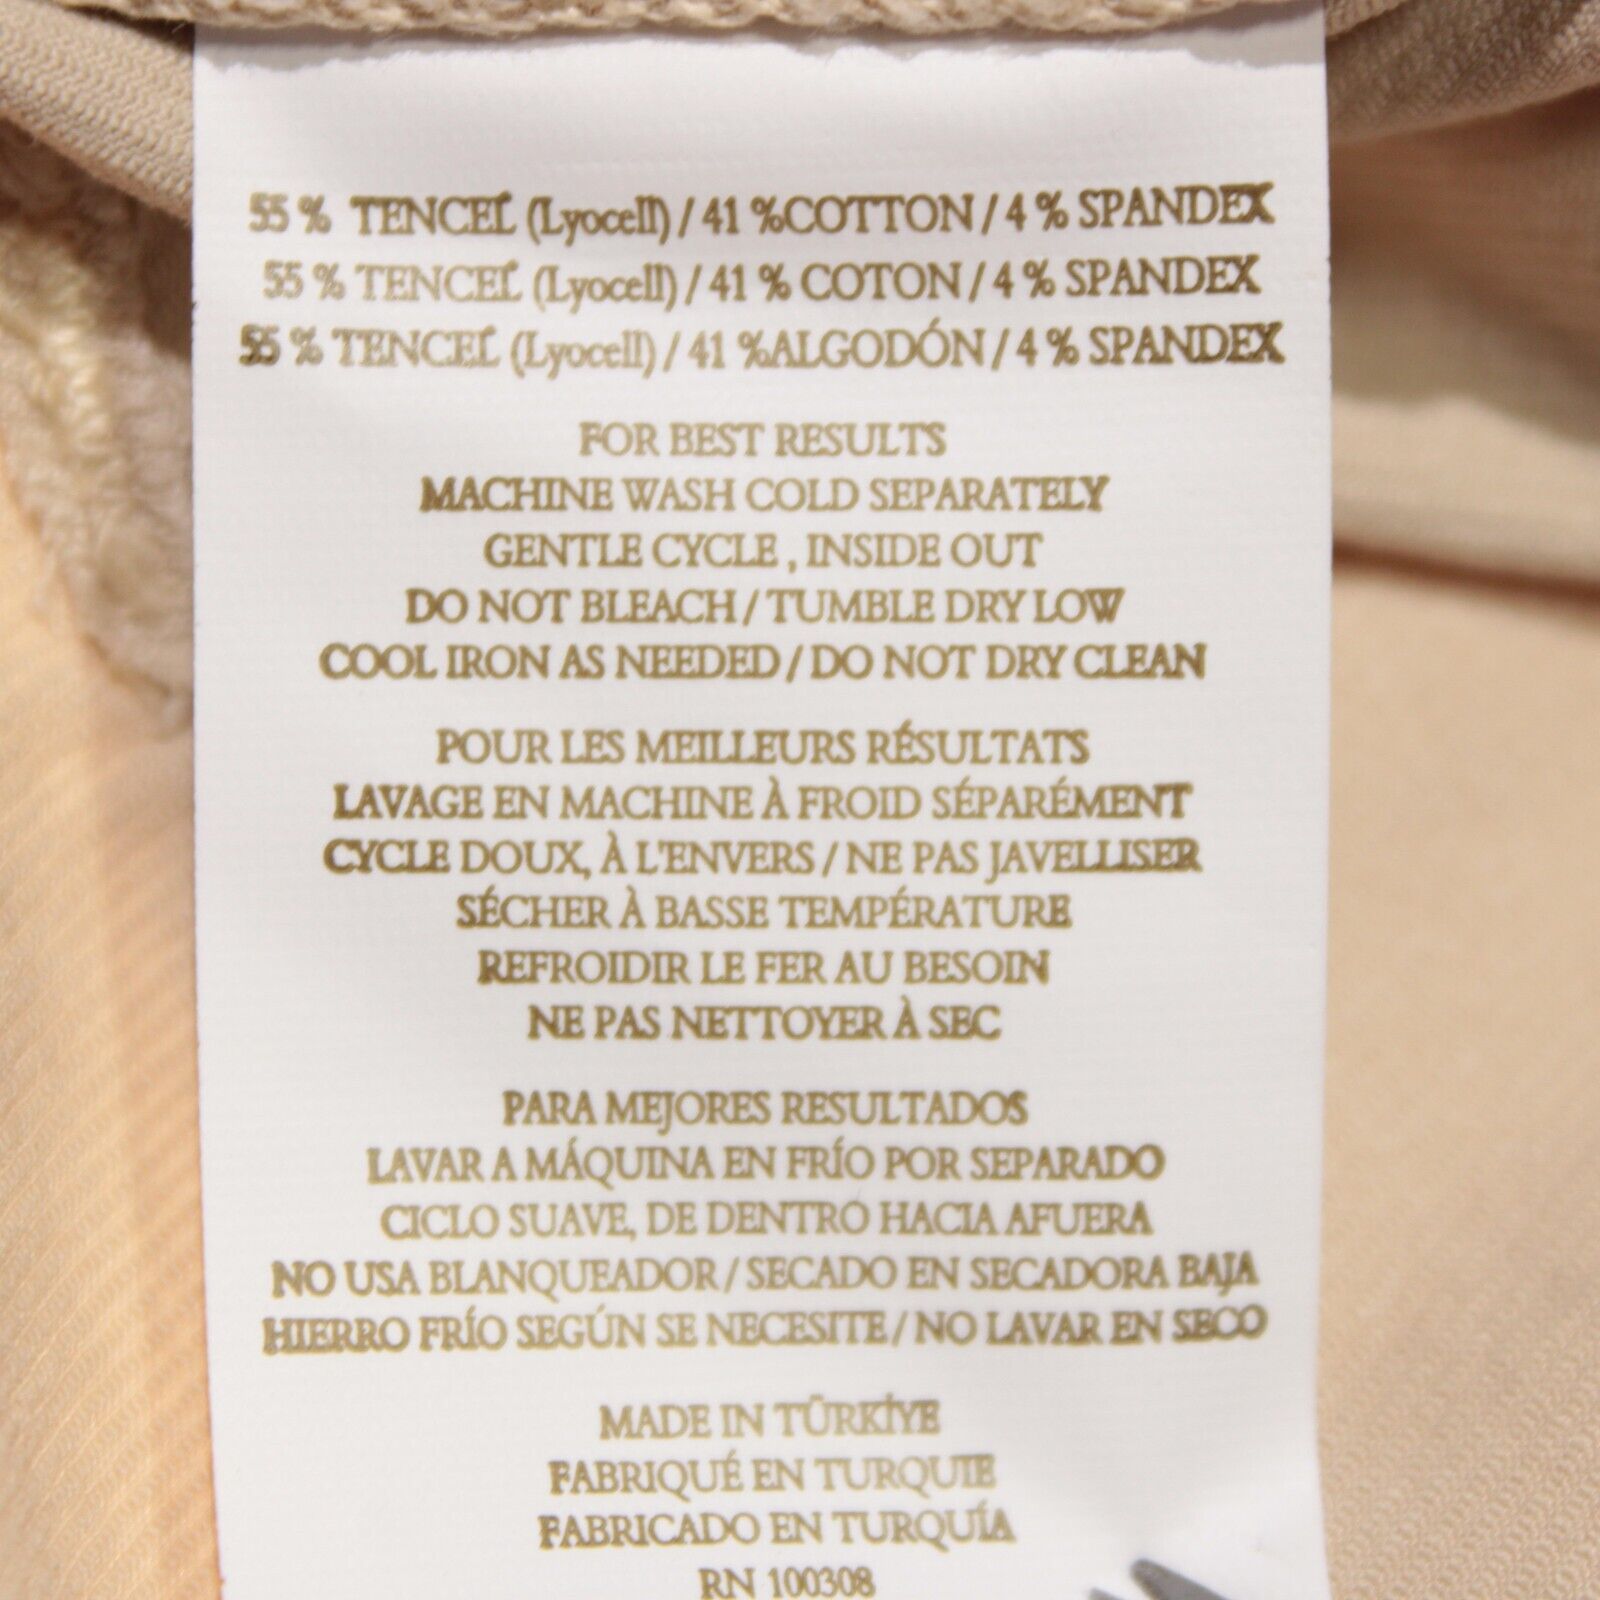 55 % TENCEL (Lyocell) / 41 %COTTON / 4 % SPANDEX
55 % TENCEL (Lyocell) / 41 % COTON / 4 % SPANDEX
55 % TENCEL (Lyocell) / 41 %ALGODÓN / 4 % SPANDEX
FOR BEST RESULTS
MACHINE WASH COLD SEPARATELY
GENTLE CYCLE , INSIDE OUT
DO NOT BLEACH / TUMBLE DRY LOW
COOL IRON AS NEEDED / DO NOT DRY CLEAN
POUR LES MEILLEURS RÉSULTATS
LAVAGE EN MACHINE À FROID SÉPARÉMENT
CYCLE DOUX, À L'ENVERS / NE PAS JAVELLISER
SÉCHER À BASSE TEMPÉRATURE
REFROIDIR LE FER AU BESOIN
NE PAS NETTOYER À SEC
PARA MEJORES RESULTADOS
LAVAR A MÁQUINA EN FRÍO POR SEPARADO
CICLO SUAVE, DE DENTRO HACIA AFUERA
NO USA BLANQUEADOR / SECADO EN SECADORA BAJA
HIERRO FRÍO SEGÚN SE NECESITE / NO LAVAR EN SECO
MADE IN TÜRKİYE
FABRIQUÉ EN TURQUIE
FABRICADO EN TURQUÍA
RN 100308